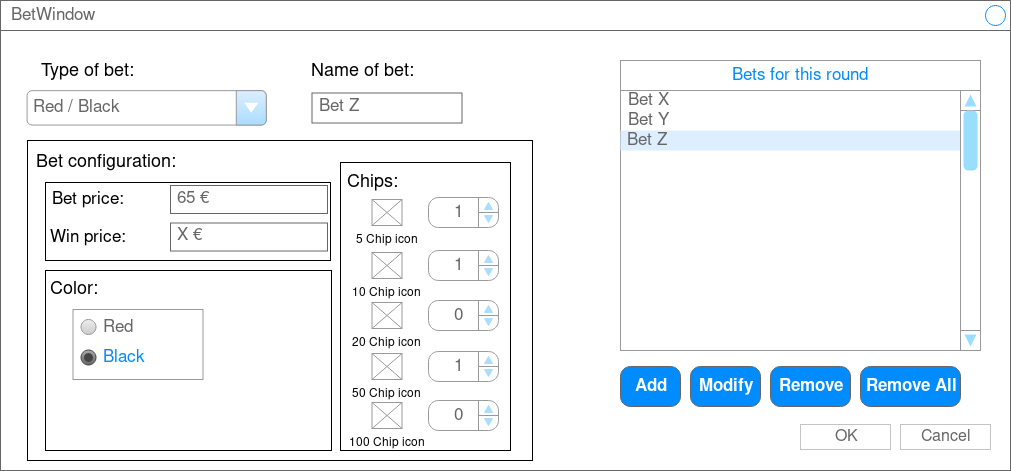 BetWindow
Type of bet:
Red / Black
Name of bet:
Bet Z
Bet configuration:
Bet price:
65 €
Win price:
X €
Color:
Red
Black
Chips:
1
5 Chip icon
1
10 Chip icon
0
20 Chip icon
1
50 Chip icon
0
100 Chip icon
Bets for this round
Bet X
Bet Y
Bet Z
Add
Modify
Remove
Remove All
OK
Cancel